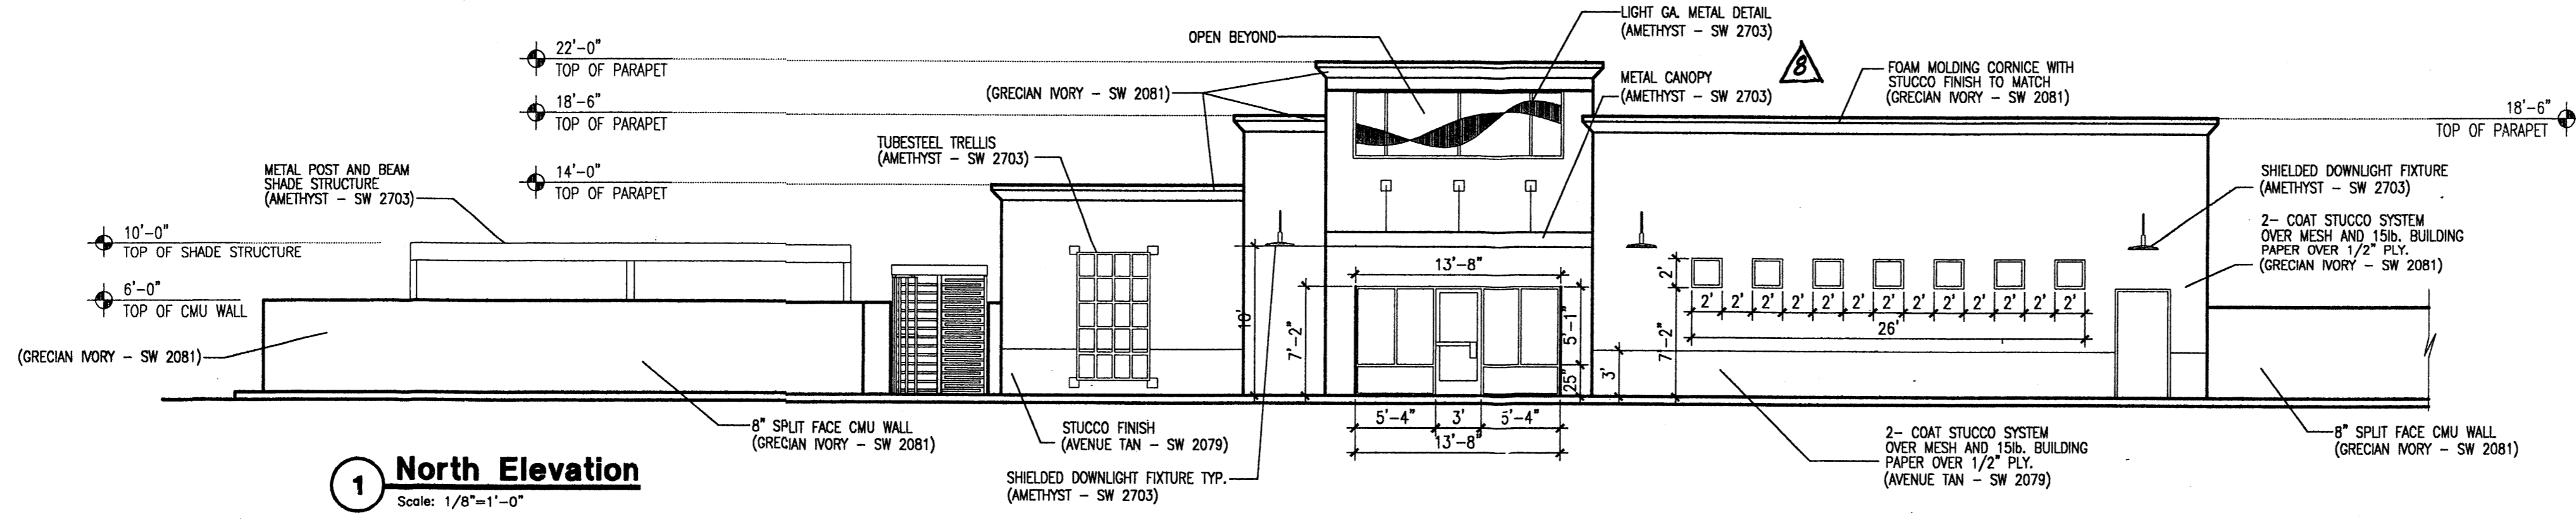 22'-0"
TOP OF PARAPET
18'-6"
TOP OF PARAPET
14'-0"
TOP OF PARAPET
10'-0"
TOP OF SHADE STRUCTURE
6'-0"
TOP OF CMU WALL
METAL POST AND BEAM
SHADE STRUCTURE
(AMETHYST - SW 2703)
(GRECIAN IVORY - SW 2081)
8" SPLIT FACE CMU WALL
(GRECIAN IVORY - SW 2081)
TUBESTEEL TRELLIS
(AMETHYST - SW 2703)
(GRECIAN IVORY - SW 2081)
OPEN BEYOND
LIGHT GA. METAL DETAIL
(AMETHYST - SW 2703)
METAL CANOPY
(AMETHYST - SW 2703)
8
FOAM MOLDING CORNICE WITH
STUCCO FINISH TO MATCH
(GRECIAN IVORY - SW 2081)
18'-6"
TOP OF PARAPET
SHIELDED DOWNLIGHT FIXTURE
(AMETHYST - SW 2703)
2- COAT STUCCO SYSTEM
OVER MESH AND 15lb. BUILDING
PAPER OVER 1/2" PLY.
(GRECIAN IVORY - SW 2081)
STUCCO FINISH
(AVENUE TAN - SW 2079)
SHIELDED DOWNLIGHT FIXTURE TYP.
(AMETHYST - SW 2703)
10'
7'-2"
13'-8"
5'-1"
25"
5'-4" 3' 5'-4"
13'-8"
3'
7'-2"
2'
2' 2' 2' 2' 2' 2' 2' 2' 2' 2' 2' 2' 2'
26'
2- COAT STUCCO SYSTEM
OVER MESH AND 15lb. BUILDING
PAPER OVER 1/2" PLY.
(AVENUE TAN - SW 2079)
8" SPLIT FACE CMU WALL
(GRECIAN IVORY - SW 2081)
1 North Elevation
Scale: 1/8"=1'-0"